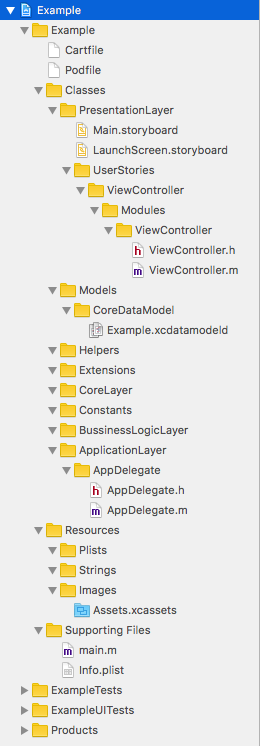 Example
Example
Cartfile
Podfile
Classes
PresentationLayer
Main.storyboard
LaunchScreen.storyboard
UserStories
ViewController
Modules
ViewController
h ViewController.h
m ViewController.m
Models
CoreDataModel
Example.xcdatamodeld
Helpers
Extensions
CoreLayer
Constants
BussinessLogicLayer
ApplicationLayer
AppDelegate
h AppDelegate.h
m AppDelegate.m
Resources
Plists
Strings
Images
Assets.xcassets
Supporting Files
m main.m
Info.plist
ExampleTests
ExampleUITests
Products